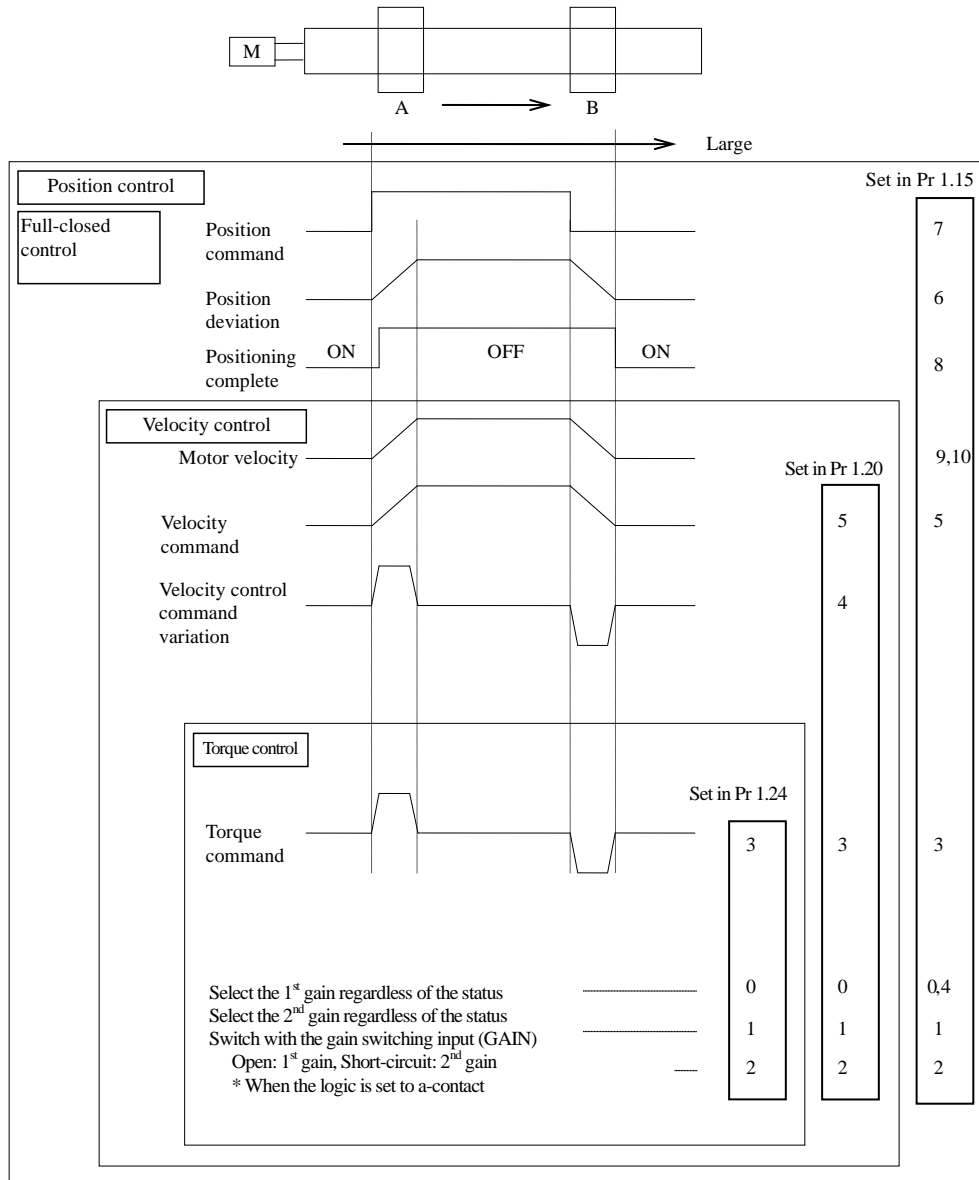 M
A
B
Large
Position control
Set in Pr 1.15
Full-closed
control
Position
command
7
Position
deviation
6
Positioning
complete
ON
OFF
ON
8
Velocity control
Motor velocity
9,10
Set in Pr 1.20
Velocity
command
5
5
Velocity control
command
variation
4
Torque control
Set in Pr 1.24
Torque
command
3
3
3
Select the 1st gain regardless of the status
0
0
0,4
Select the 2nd gain regardless of the status
Switch with the gain switching input (GAIN)
1
1
1
Open: 1st gain, Short-circuit: 2nd gain
2
2
2
* When the logic is set to a-contact